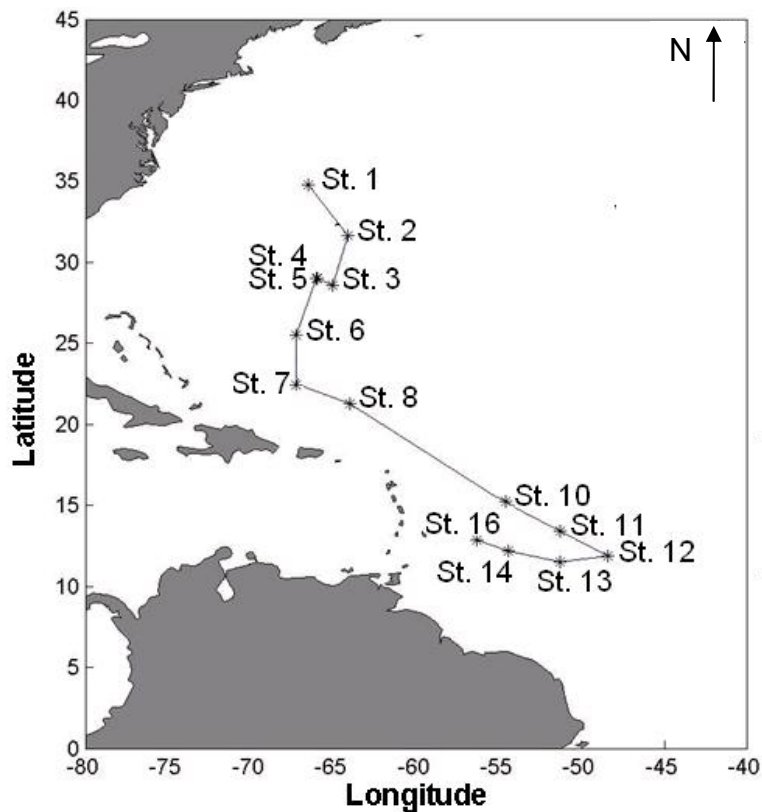 45
N
40
St. 1
35
St. 2
30
St. 4
St. 5
St. 3
St. 6
25
St. 7
St. 8
20
Latitude
St. 10
15
St. 16
St. 11
St. 12
St. 14
St. 13
10
5
0
-80
-70
-65
-60
-55
-50
-45
-40
Longitude